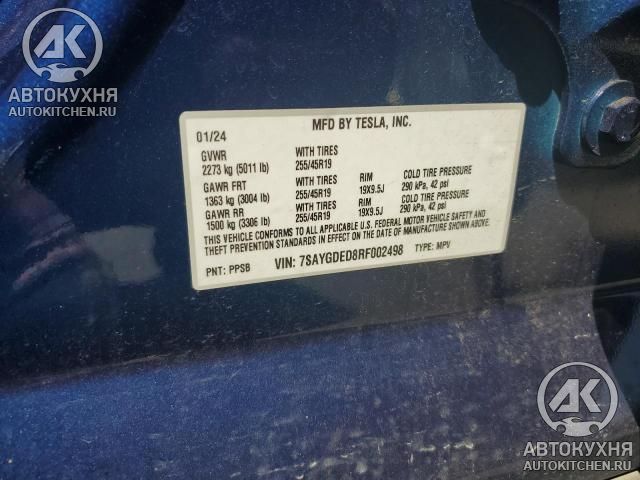 АК
АВТОКУХНЯ
AUTOKITCHEN.RU
MFD BY TESLA, INC.
01/24
GVWR WITH TIRES
2273 kg (5011 lb) 255/45R19
GAWR FRT WITH TIRES RIM COLD TIRE PRESSURE
1363 kg (3004 lb) 255/45R19 19X9.5J 290 kPa, 42 psi
GAWR RR WITH TIRES RIM COLD TIRE PRESSURE
1500 kg (3306 lb) 255/45R19 19X9.5J 290 kPa, 42 psi
THIS VEHICLE CONFORMS TO ALL APPLICABLE U.S. FEDERAL MOTOR VEHICLE SAFETY AND
THEFT PREVENTION STANDARDS IN EFFECT ON THE DATE OF MANUFACTURE SHOWN ABOVE.
PNT: PPSB VIN: 7SAYGDED8RF002498 TYPE: MPV
АК
АВТОКУХНЯ
AUTOKITCHEN.RU